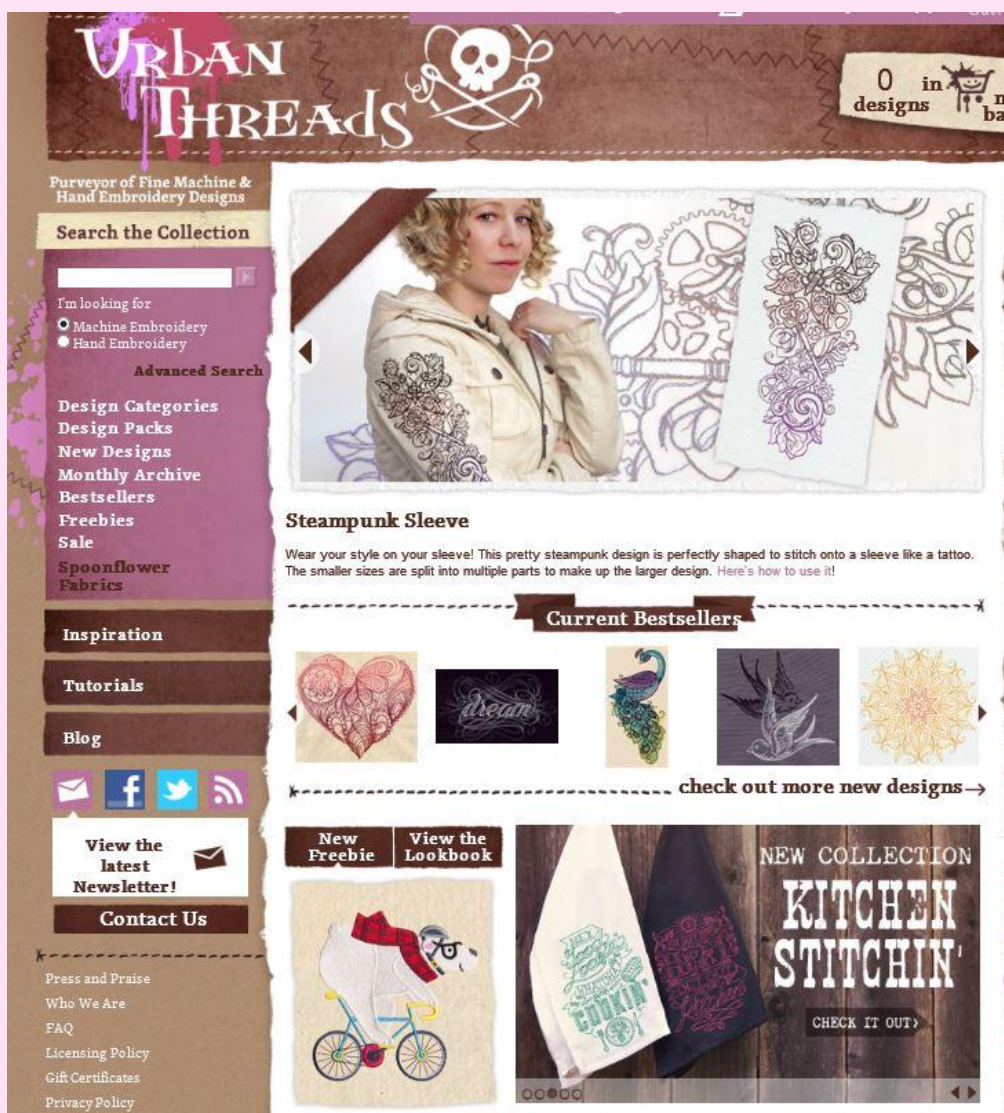 URBAN
THREADS
0 in
designs
Purveyor of Fine Machine &
Hand Embroidery Designs
Search the Collection
I'm looking for
Machine Embroidery
Hand Embroidery
Advanced Search
Design Categories
Design Packs
New Designs
Monthly Archive
Bestsellers
Freebies
Sale
Spoonflower
Fabrics
Inspiration
Tutorials
Blog
View the
latest
Newsletter!
Contact Us
Press and Praise
Who We Are
FAQ
Licensing Policy
Gift Certificates
Privacy Policy
Steampunk Sleeve
Wear your style on your sleeve! This pretty steampunk design is perfectly shaped to stitch onto a sleeve like a tattoo.
The smaller sizes are split into multiple parts to make up the larger design. Here's how to use it!
Current Bestsellers
dream
check out more new designs→
New
Freebie
View the
Lookbook
HEY
GOOD
LOOKIN'
WHATCHA
COOKIN'
NEW COLLECTION
KITCHEN
STITCHIN'
CHECK IT OUT>